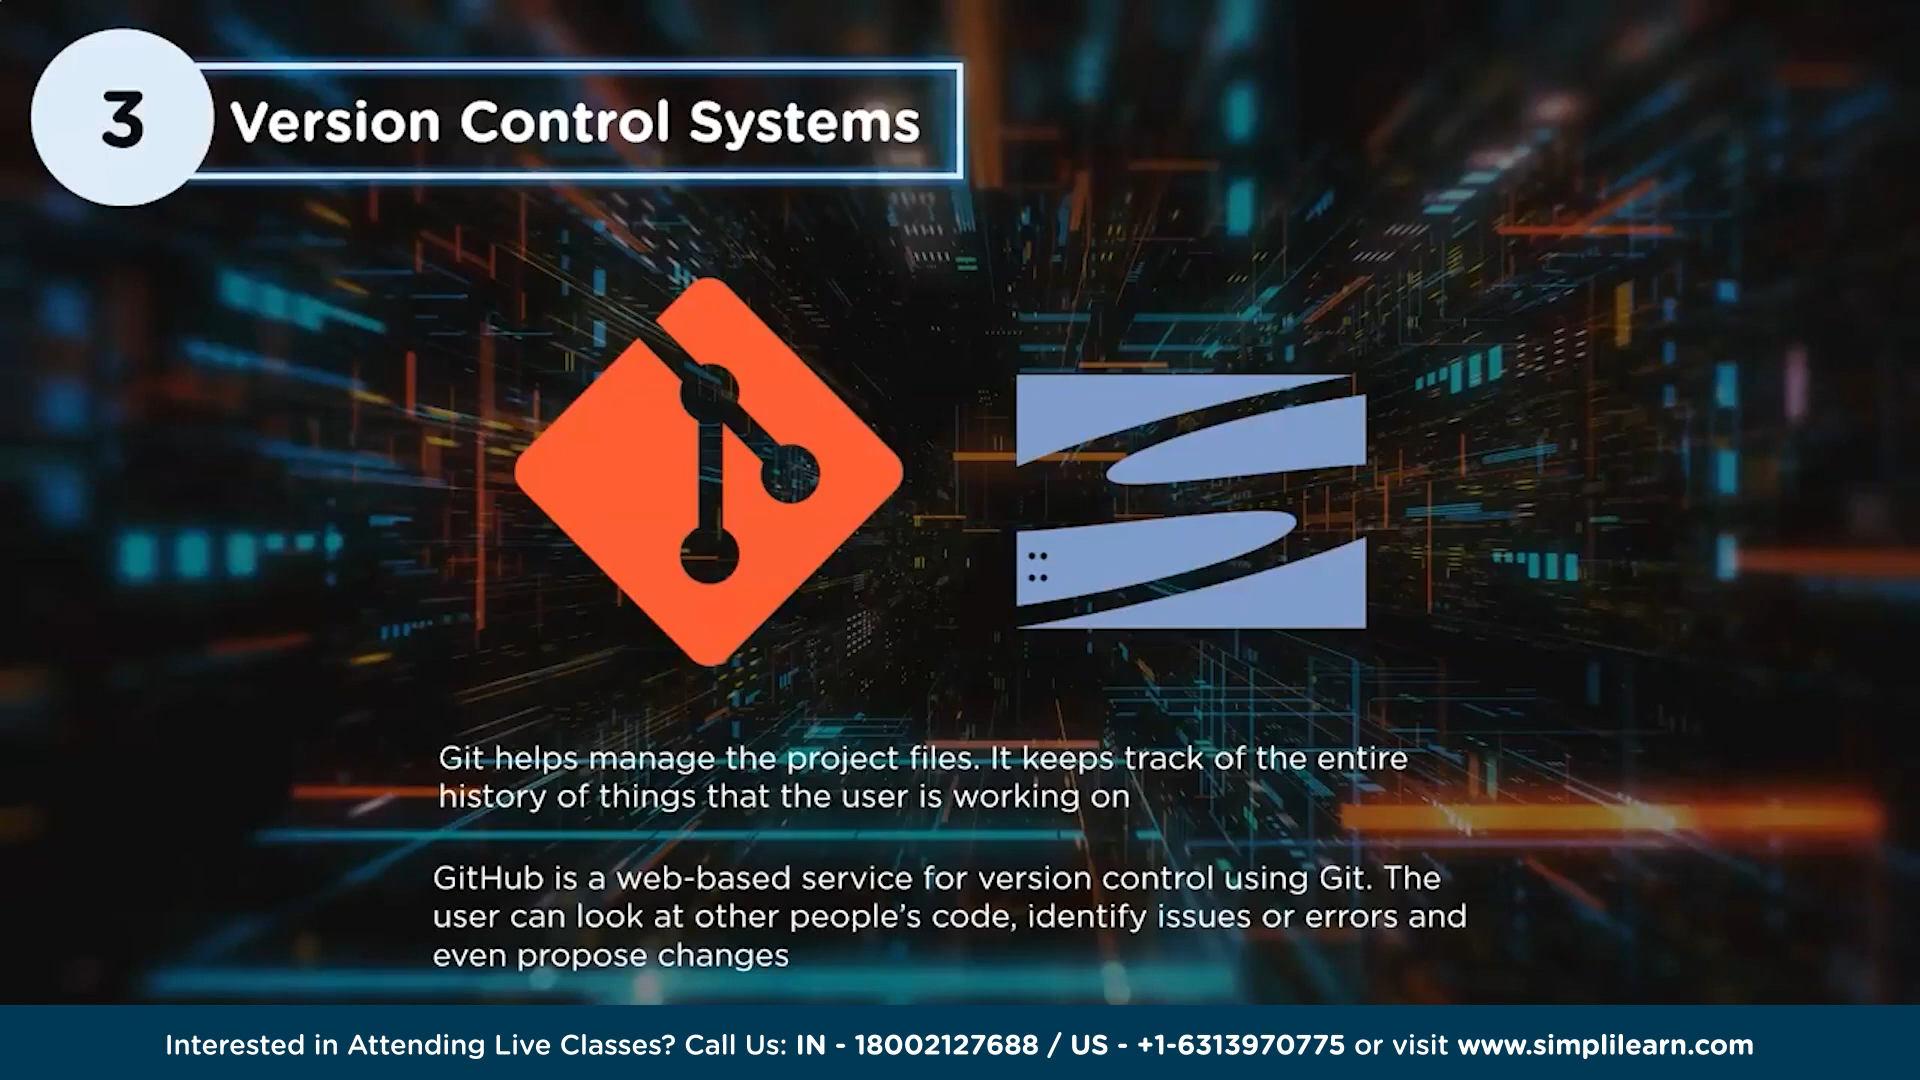 3
Version Control Systems
Git helps manage the project files. It keeps track of the entire
history of things that the user is working on
GitHub is a web-based service for version control using Git. The
user can look at other people’s code, identify issues or errors and
even propose changes
Interested in Attending Live Classes? Call Us: IN - 18002127688 / US - +1-6313970775 or visit www.simplilearn.com